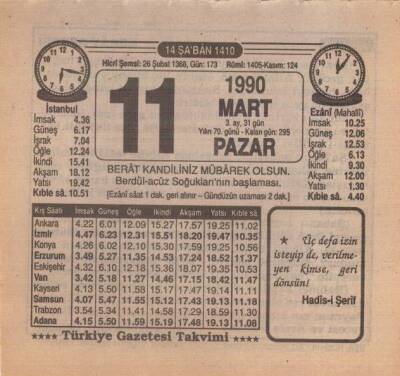 14 ŞA'BÂN 1410
Hicrî Şemsî: 26 Şubat 1368, Gün: 173 Rûmî: 1405-Kasım: 124
11
1990
MART
3. ay, 31 gün
Yılın 70. günü - Kalan gün: 295
PAZAR
İstanbul
İmsak 4.36
Güneş 6.17
İşrak 7.04
Öğle 12.24
İkindi 15.41
Akşam 18.12
Yatsı 19.42
Kıble sâ. 10.51
Ezânî (Mahallî)
İmsak 10.25
Güneş 12.06
İşrak 12.53
Öğle 6.13
İkindi 9.30
Akşam 12.00
Yatsı 1.30
Kıble sâ. 4.40
BERÂT KANDİLİNİZ MÜBÂREK OLSUN.
Berdül-acûz Soğukları'nın başlaması.
[Ezânî sâat 1 dak. geri alınır – Gündüzün uzaması 2 dak.]
Kış Saati İmsak Güneş Öğle İkindi Akşam Yatsı Kıble sâ.
Ankara 4.22 6.01 12.09 15.27 17.57 19.25 11.02
İzmir 4.47 6.23 12.31 15.51 18.20 19.47 10.35
Konya 4.26 6.02 12.10 15.30 17.59 19.25 10.56
Erzurum 3.49 5.27 11.35 14.53 17.24 18.52 11.37
Eskişehir 4.32 6.10 12.18 15.36 18.07 19.35 10.53
Van 3.42 5.18 11.27 14.46 17.15 18.42 11.47
Kayseri 4.13 5.50 11.58 15.17 17.47 19.14 11.11
Samsun 4.07 5.47 11.55 15.12 17.43 19.13 11.18
Trabzon 3.54 5.34 11.41 14.58 17.29 18.59 11.30
Adana 4.15 5.50 11.59 15.19 17.48 19.13 11.08
★ Üç defa izin
isteyip de, verilme-
yen kimse, geri
dönsün!
Hadîs-i Şerîf
★★★★ Türkiye Gazetesi Takvimi ★★★★